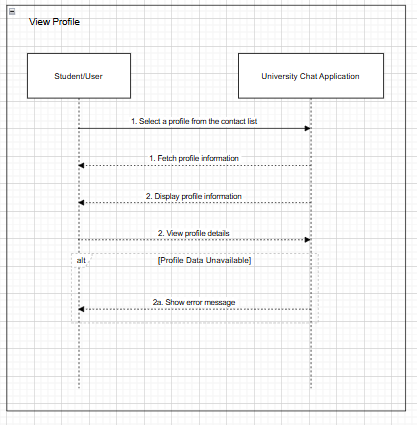 View Profile
Student/User
University Chat Application
1. Select a profile from the contact list
1. Fetch profile information
2. Display profile information
2. View profile details
alt
[Profile Data Unavailable]
2a. Show error message